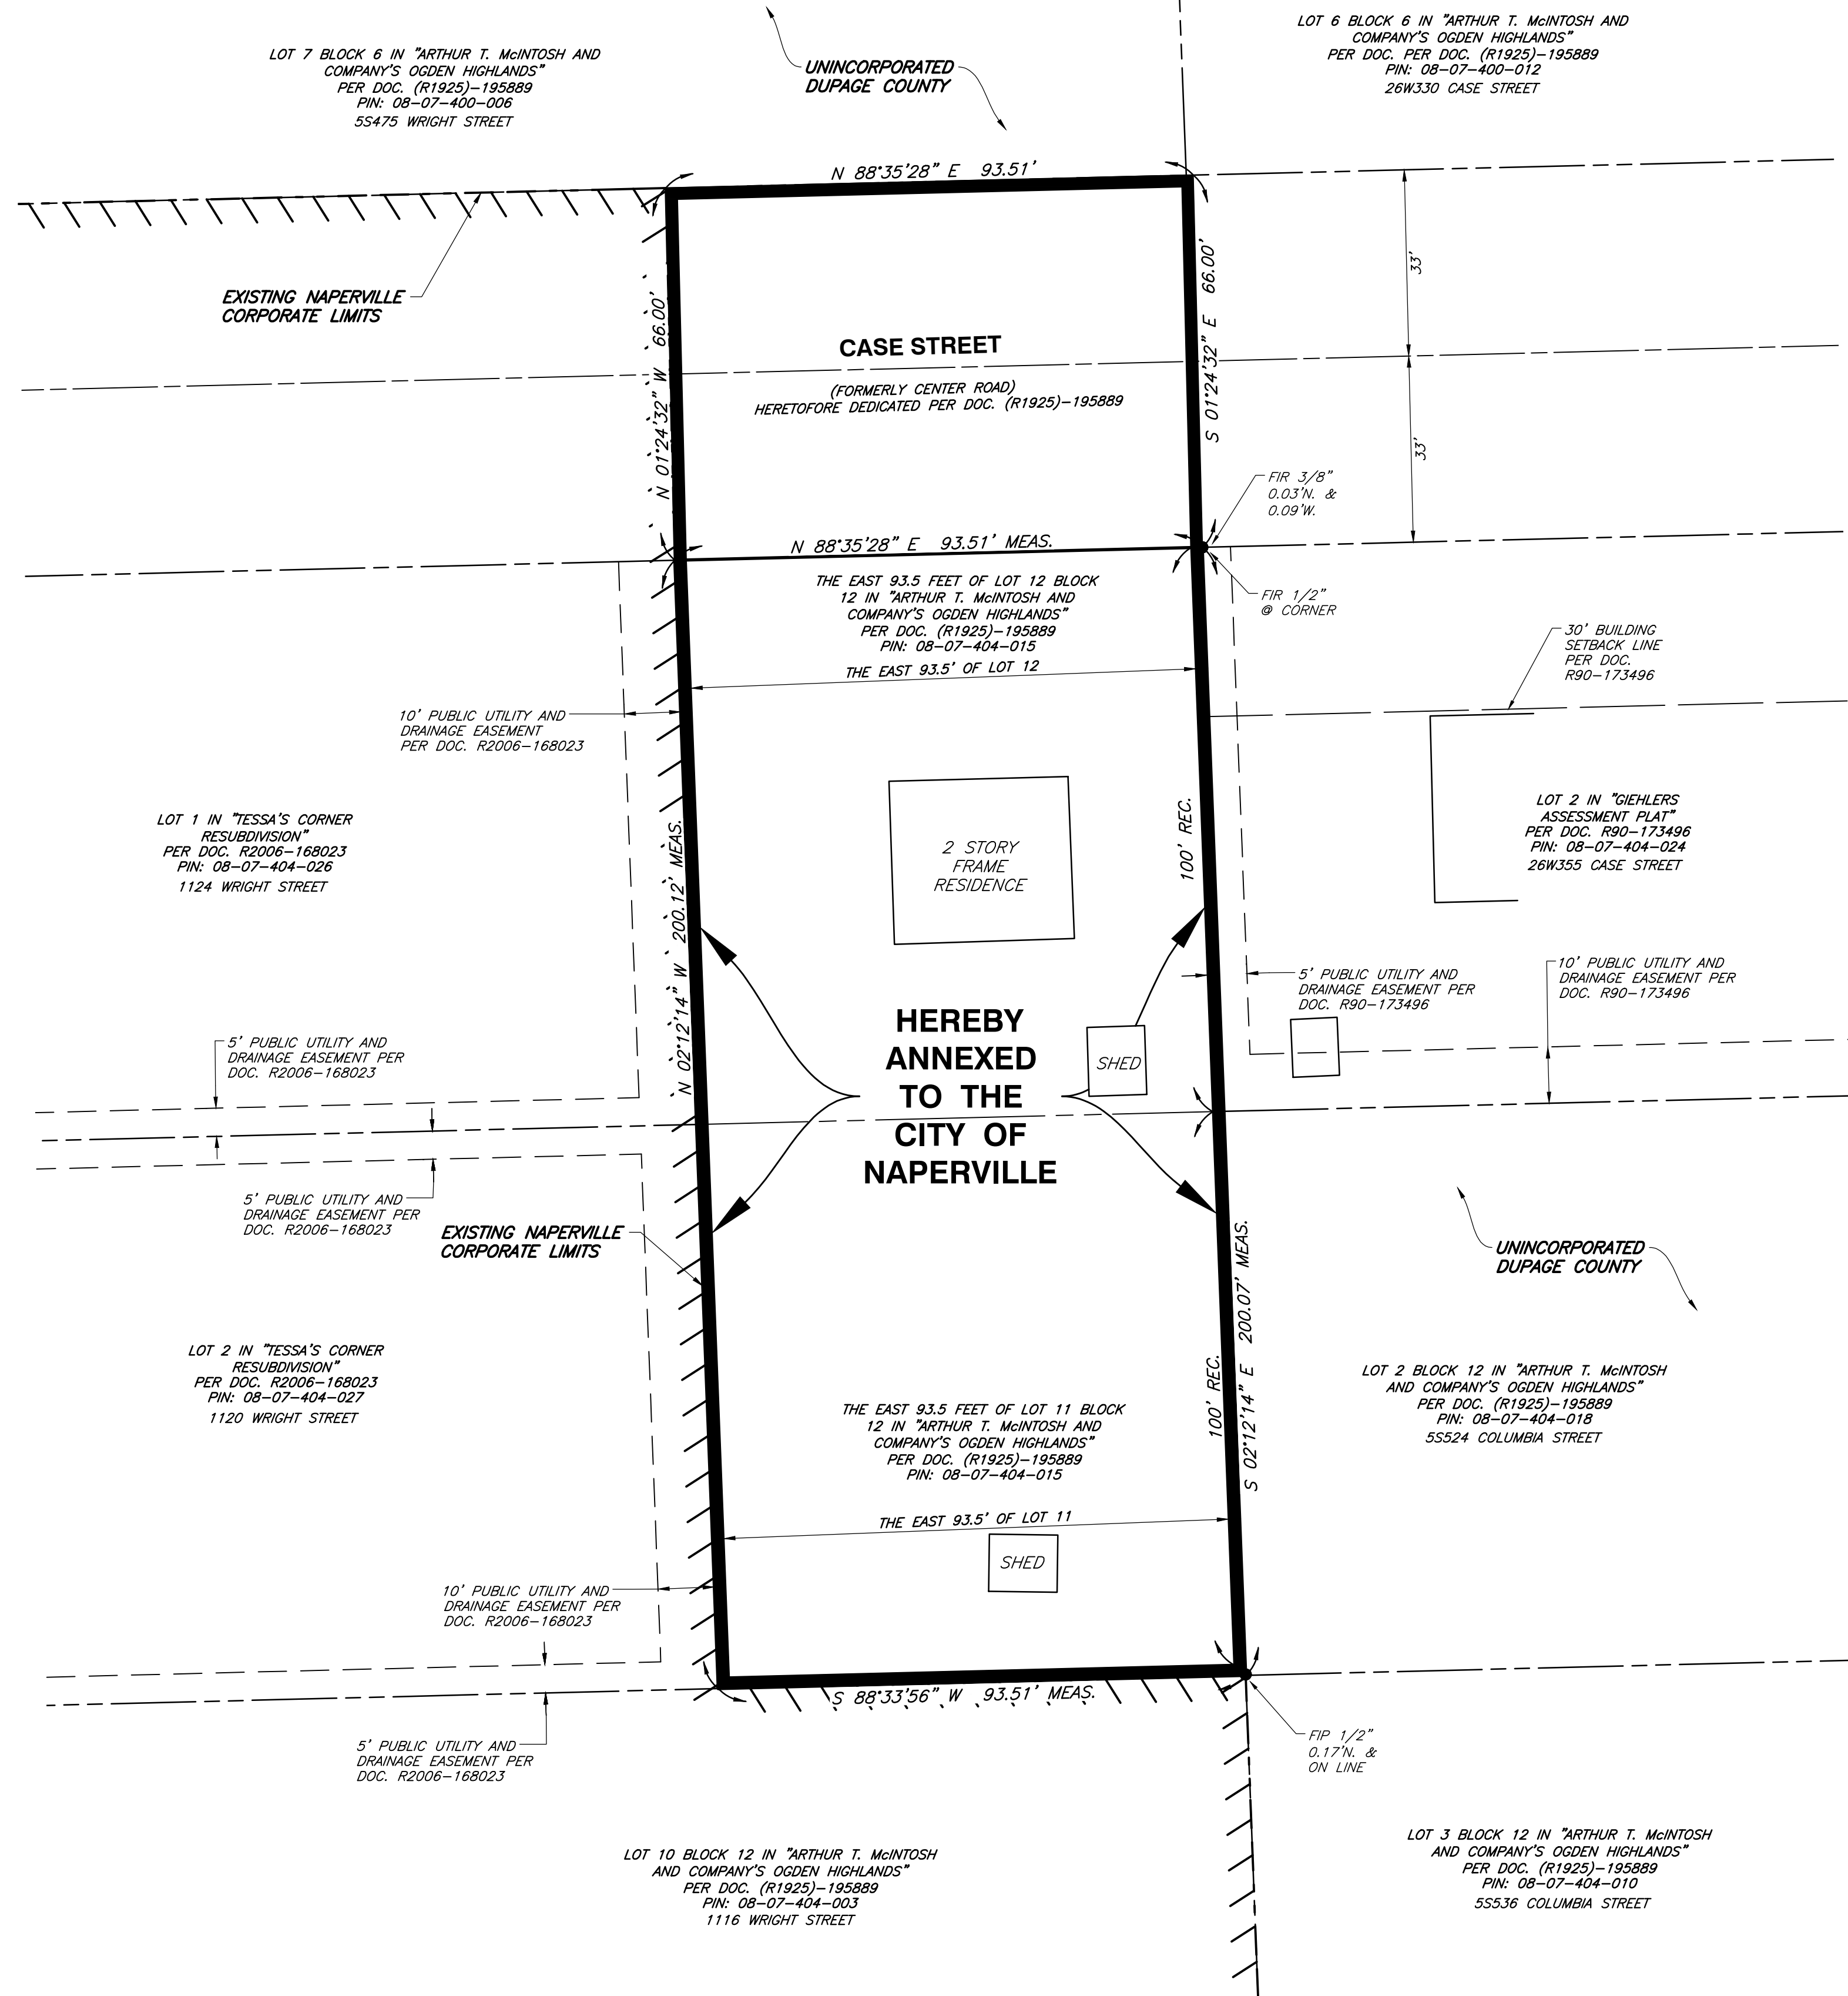 LOT 7 BLOCK 6 IN "ARTHUR T. McINTOSH AND
COMPANY'S OGDEN HIGHLANDS"
PER DOC. (R1925)-195889
PIN: 08-07-400-006
5S475 WRIGHT STREET
UNINCORPORATED
DUPAGE COUNTY
LOT 6 BLOCK 6 IN "ARTHUR T. McINTOSH AND
COMPANY'S OGDEN HIGHLANDS"
PER DOC. PER DOC. (R1925)-195889
PIN: 08-07-400-012
26W330 CASE STREET
N 88°35'28" E 93.51'
EXISTING NAPERVILLE
CORPORATE LIMITS
N 01°24'32" W 66.00'
S 01°24'32" E 66.00'
33'
33'
CASE STREET
(FORMERLY CENTER ROAD)
HERETOFORE DEDICATED PER DOC. (R1925)-195889
FIR 3/8"
0.03'N. &
0.09'W.
N 88°35'28" E 93.51' MEAS.
FIR 1/2"
@ CORNER
THE EAST 93.5 FEET OF LOT 12 BLOCK
12 IN "ARTHUR T. McINTOSH AND
COMPANY'S OGDEN HIGHLANDS"
PER DOC. (R1925)-195889
PIN: 08-07-404-015
THE EAST 93.5' OF LOT 12
30' BUILDING
SETBACK LINE
PER DOC.
R90-173496
10' PUBLIC UTILITY AND
DRAINAGE EASEMENT
PER DOC. R2006-168023
LOT 1 IN "TESSA'S CORNER
RESUBDIVISION"
PER DOC. R2006-168023
PIN: 08-07-404-026
1124 WRIGHT STREET
N 02°12'14" W 200.12' MEAS.
2 STORY
FRAME
RESIDENCE
100' REC.
LOT 2 IN "GIEHLERS
ASSESSMENT PLAT"
PER DOC. R90-173496
PIN: 08-07-404-024
26W355 CASE STREET
5' PUBLIC UTILITY AND
DRAINAGE EASEMENT PER
DOC. R90-173496
10' PUBLIC UTILITY AND
DRAINAGE EASEMENT PER
DOC. R90-173496
HEREBY
ANNEXED
TO THE
CITY OF
NAPERVILLE
SHED
5' PUBLIC UTILITY AND
DRAINAGE EASEMENT PER
DOC. R2006-168023
5' PUBLIC UTILITY AND
DRAINAGE EASEMENT PER
DOC. R2006-168023
EXISTING NAPERVILLE
CORPORATE LIMITS
UNINCORPORATED
DUPAGE COUNTY
LOT 2 IN "TESSA'S CORNER
RESUBDIVISION"
PER DOC. R2006-168023
PIN: 08-07-404-027
1120 WRIGHT STREET
100' REC.
S 02°12'14" E 200.07' MEAS.
LOT 2 BLOCK 12 IN "ARTHUR T. McINTOSH
AND COMPANY'S OGDEN HIGHLANDS"
PER DOC. (R1925)-195889
PIN: 08-07-404-018
5S524 COLUMBIA STREET
THE EAST 93.5 FEET OF LOT 11 BLOCK
12 IN "ARTHUR T. McINTOSH AND
COMPANY'S OGDEN HIGHLANDS"
PER DOC. (R1925)-195889
PIN: 08-07-404-015
THE EAST 93.5' OF LOT 11
SHED
10' PUBLIC UTILITY AND
DRAINAGE EASEMENT PER
DOC. R2006-168023
S 88°33'56" W 93.51' MEAS.
5' PUBLIC UTILITY AND
DRAINAGE EASEMENT PER
DOC. R2006-168023
FIP 1/2"
0.17'N. &
ON LINE
LOT 10 BLOCK 12 IN "ARTHUR T. McINTOSH
AND COMPANY'S OGDEN HIGHLANDS"
PER DOC. (R1925)-195889
PIN: 08-07-404-003
1116 WRIGHT STREET
LOT 3 BLOCK 12 IN "ARTHUR T. McINTOSH
AND COMPANY'S OGDEN HIGHLANDS"
PER DOC. (R1925)-195889
PIN: 08-07-404-010
5S536 COLUMBIA STREET